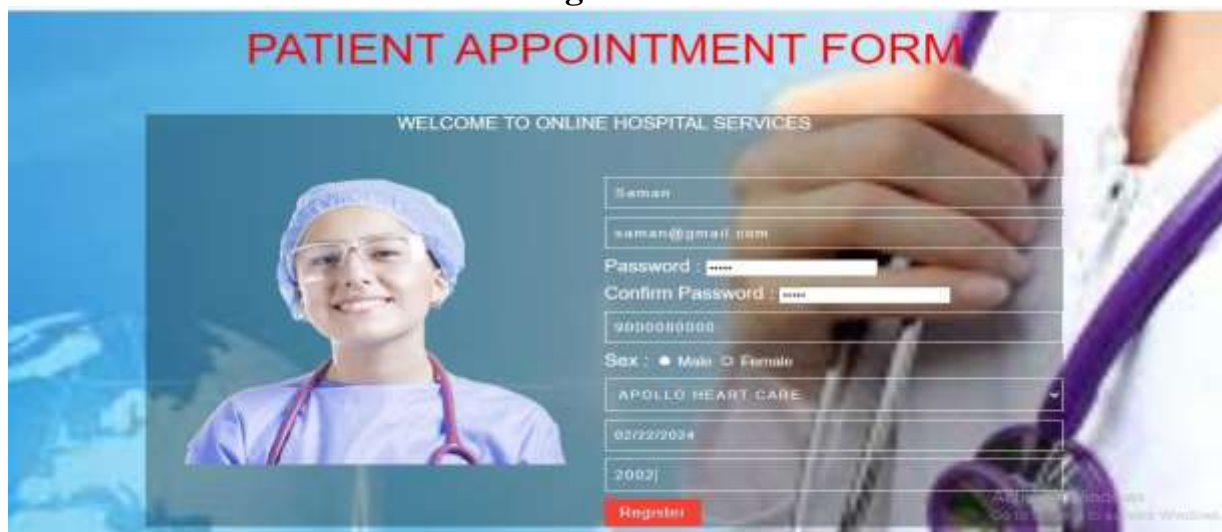 PATIENT APPOINTMENT FORM
WELCOME TO ONLINE HOSPITAL SERVICES
Saman
saman@gmail.com
Password : •••••
Confirm Password : •••••
Sex : Male Female
APOLLO HEART CARE
02/22/2024
2002
Register